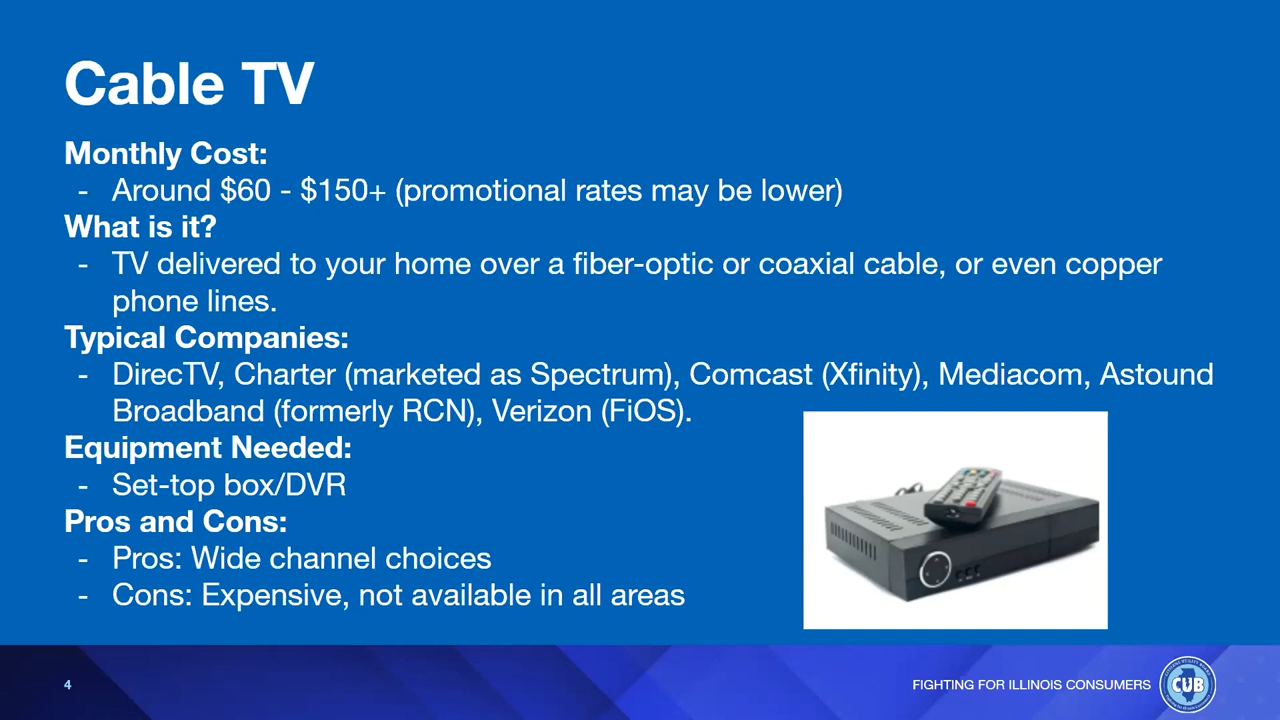 Cable TV
Monthly Cost:
- Around $60 - $150+ (promotional rates may be lower)
What is it?
- TV delivered to your home over a fiber-optic or coaxial cable, or even copper
phone lines.
Typical Companies:
- DirecTV, Charter (marketed as Spectrum), Comcast (Xfinity), Mediacom, Astound
Broadband (formerly RCN), Verizon (FiOS).
Equipment Needed:
- Set-top box/DVR
Pros and Cons:
- Pros: Wide channel choices
- Cons: Expensive, not available in all areas
4
FIGHTING FOR ILLINOIS CONSUMERS
CUB